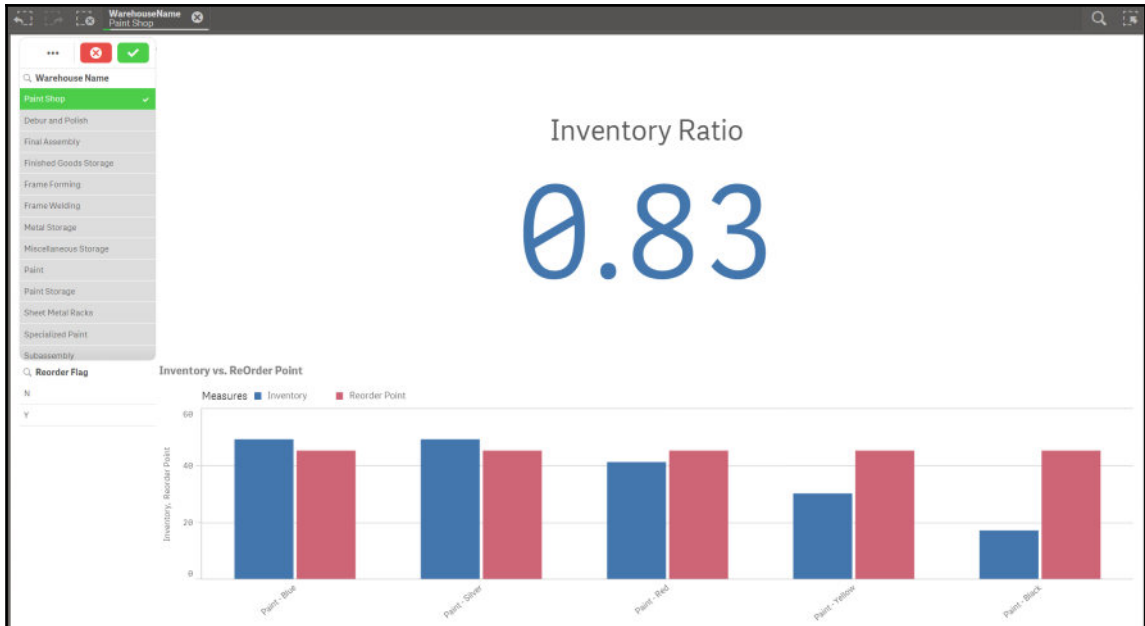 WarehouseName
Paint Shop
Warehouse Name
Paint Shop
Debur and Polish
Final Assembly
Finished Goods Storage
Frame Forming
Frame Welding
Metal Storage
Miscellaneous Storage
Paint
Paint Storage
Sheet Metal Racks
Specialized Paint
Subassembly
Reorder Flag
N
Y
Inventory Ratio
0.83
Inventory vs. ReOrder Point
Measures Inventory Reorder Point
Inventory, Reorder Point
60
40
20
0
Paint - Blue
Paint - Silver
Paint - Red
Paint - Yellow
Paint - Black